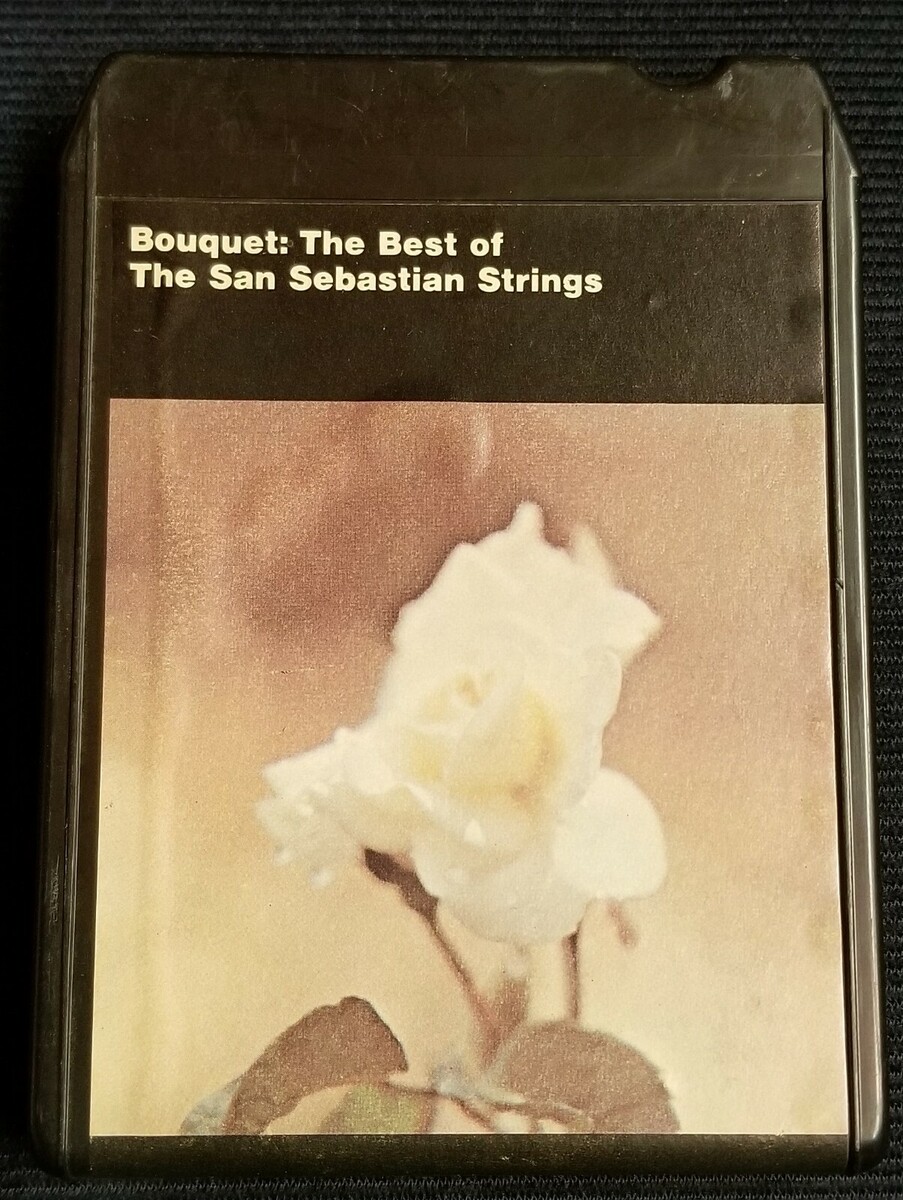 Bouquet: The Best of
The San Sebastian Strings